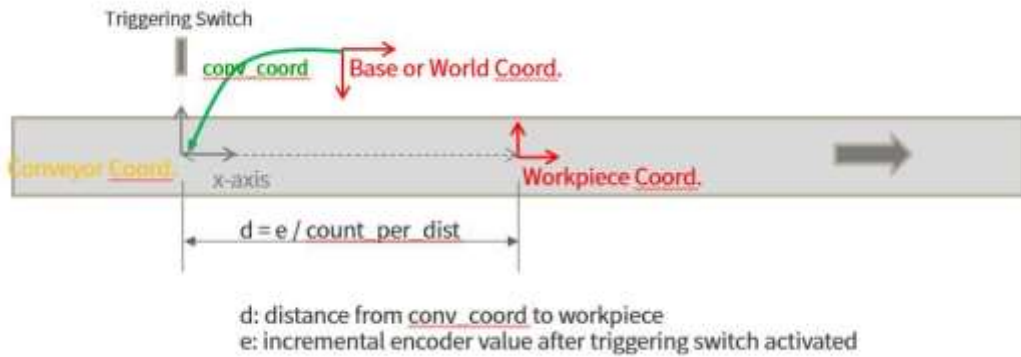 Triggering Switch
conv_coord
Base or World Coord.
Conveyor Coord.
x-axis
Workpiece Coord.
d = e / count_per_dist
d: distance from conv_coord to workpiece
e: incremental encoder value after triggering switch activated